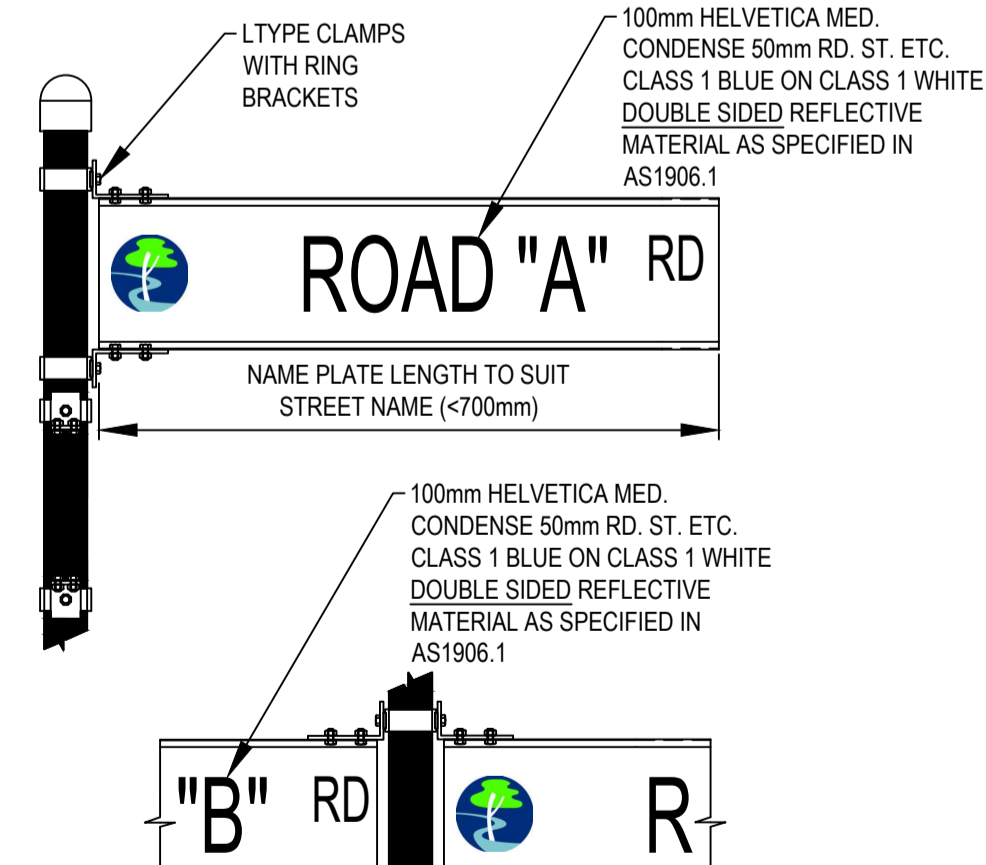 LTYPE CLAMPS
WITH RING
BRACKETS
100mm HELVETICA MED.
CONDENSE 50mm RD. ST. ETC.
CLASS 1 BLUE ON CLASS 1 WHITE
DOUBLE SIDED REFLECTIVE
MATERIAL AS SPECIFIED IN
AS1906.1
ROAD "A" RD
NAME PLATE LENGTH TO SUIT
STREET NAME (<700mm)
100mm HELVETICA MED.
CONDENSE 50mm RD. ST. ETC.
CLASS 1 BLUE ON CLASS 1 WHITE
DOUBLE SIDED REFLECTIVE
MATERIAL AS SPECIFIED IN
AS1906.1
"B" RD
R